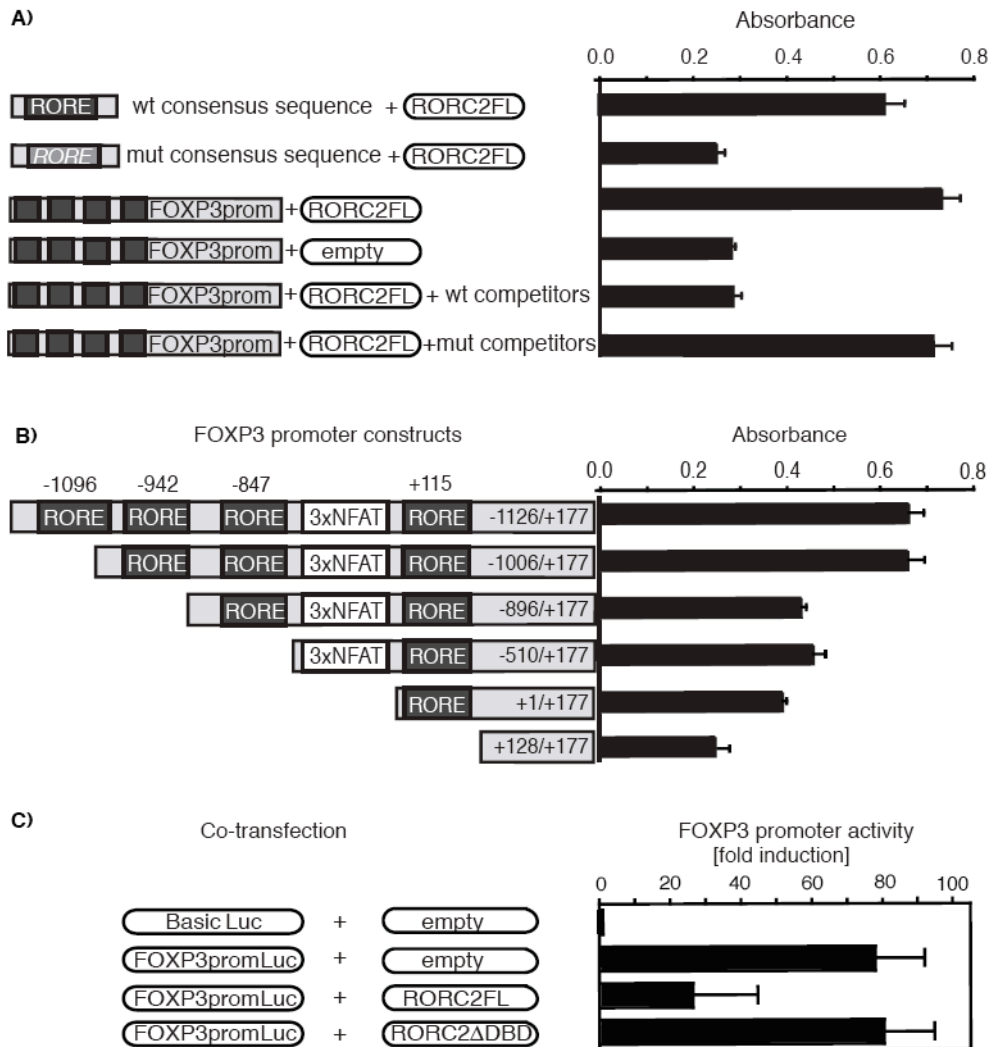 A)
Absorbance
0.0 0.2 0.4 0.6 0.8
RORE wt consensus sequence + RORC2FL
RORE mut consensus sequence + RORC2FL
FOXP3prom + RORC2FL
FOXP3prom + empty
FOXP3prom + RORC2FL + wt competitors
FOXP3prom + RORC2FL +mut competitors
B) FOXP3 promoter constructs Absorbance
0.0 0.2 0.4 0.6 0.8
-1096 -942 -847 +115
RORE RORE RORE 3xNFAT RORE -1126/+177
RORE RORE 3xNFAT RORE -1006/+177
RORE 3xNFAT RORE -896/+177
3xNFAT RORE -510/+177
RORE +1/+177
+128/+177
C)
Co-transfection FOXP3 promoter activity
[fold induction]
0 20 40 60 80 100
Basic Luc + empty
FOXP3promLuc + empty
FOXP3promLuc + RORC2FL
FOXP3promLuc + RORC2ΔDBD